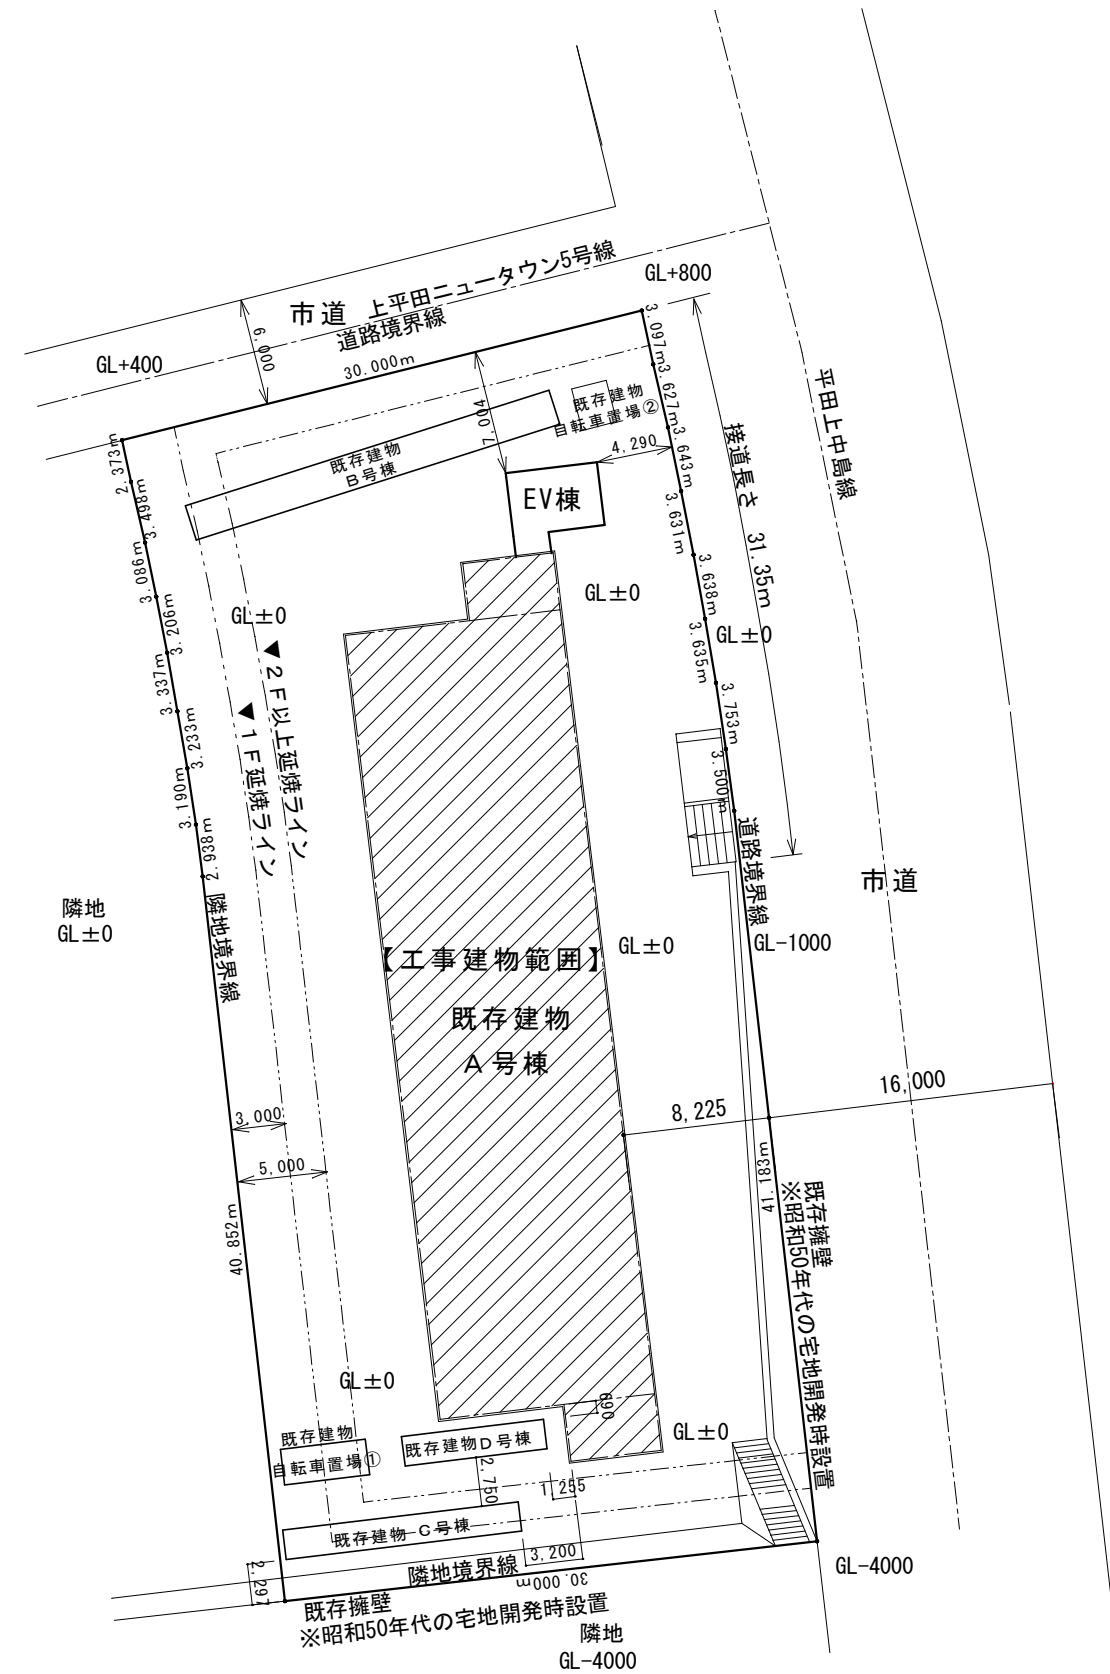 市道 上平田ニュータウン5号線
道路境界線
GL+800
GL+400
6,000
30.000m
3.097m
3.627m
3.643m
3.631m
3.638m
3.635m
3.753m
3.500m
2.373m
3.498m
3.086m
3.206m
3.337m
3.233m
3.190m
2.938m
7,004
既存建物
自転車置場②
4,290
既存建物
B号棟
EV棟
接道長さ 31.35m
平田上中島線
GL±0
GL±0
GL±0
▲2F以上延焼ライン
▲1F延焼ライン
道路境界線
市道
隣地
GL±0
隣地境界線
【工事建物範囲】
既存建物
A号棟
GL±0
GL-1000
16,000
8,225
3,000
5,000
41.183m
40.852m
既存擁壁
※昭和50年代の宅地開発時設置
GL±0
690
GL±0
既存建物
自転車置場①
既存建物D号棟
2,750
1,255
既存建物 C号棟
3,200
2,297
隣地境界線
30.000m
GL-4000
既存擁壁
※昭和50年代の宅地開発時設置
隣地
GL-4000